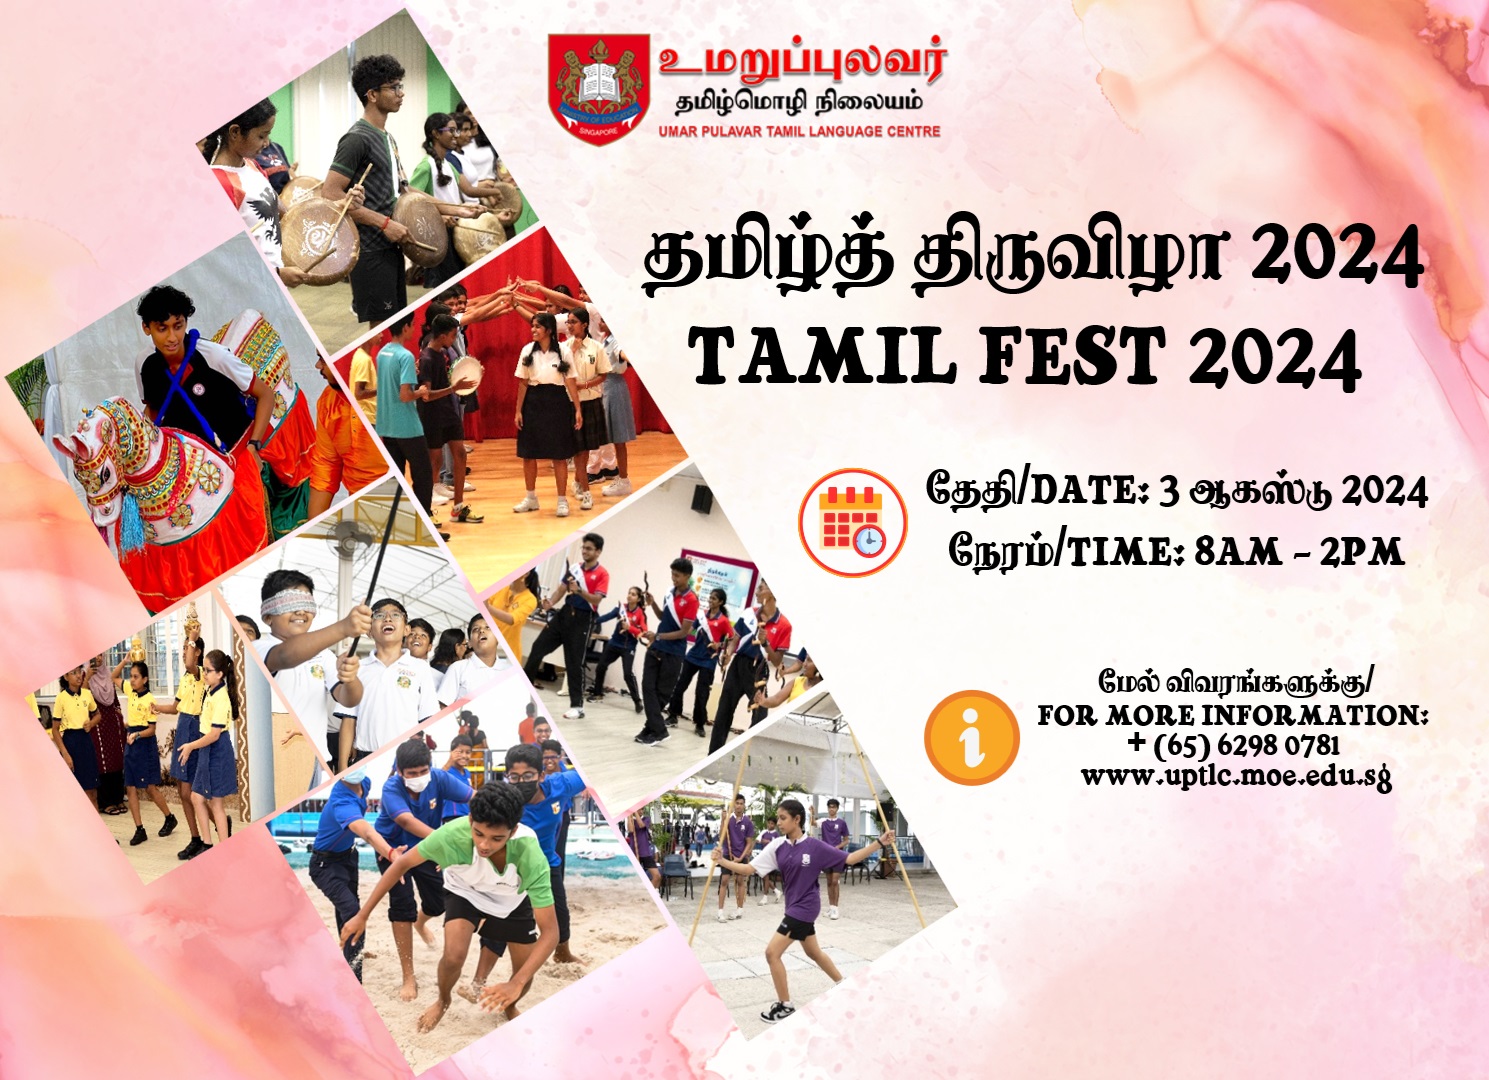 உமறுப்புலவர்
தமிழ்மொழி நிலையம்
UMAR PULAVAR TAMIL LANGUAGE CENTRE
MINISTRY OF EDUCATION
SINGAPORE
தமிழ்த் திருவிழா 2024
TAMIL FEST 2024
தேதி/DATE: 3 ஆகஸ்டு 2024
நேரம்/TIME: 8AM - 2PM
மேல் விவரங்களுக்கு/
FOR MORE INFORMATION:
+ (65) 6298 0781
www.uptlc.moe.edu.sg